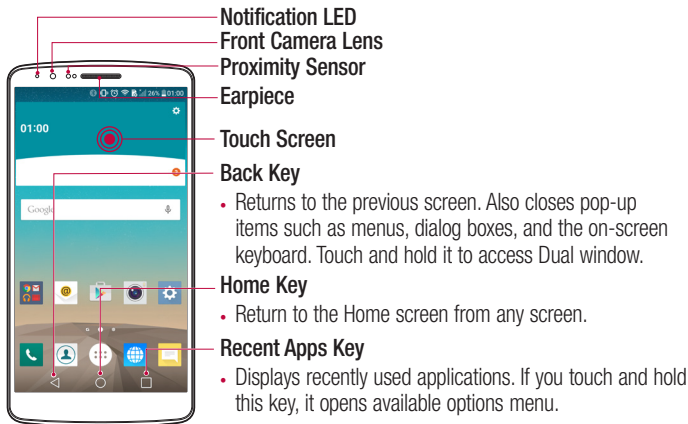 Notification LED
Front Camera Lens
Proximity Sensor
Earpiece
26% 01:00
01:00
Touch Screen
Back Key
• Returns to the previous screen. Also closes pop-up
items such as menus, dialog boxes, and the on-screen
keyboard. Touch and hold it to access Dual window.
Google
Home Key
• Return to the Home screen from any screen.
Recent Apps Key
• Displays recently used applications. If you touch and hold
this key, it opens available options menu.